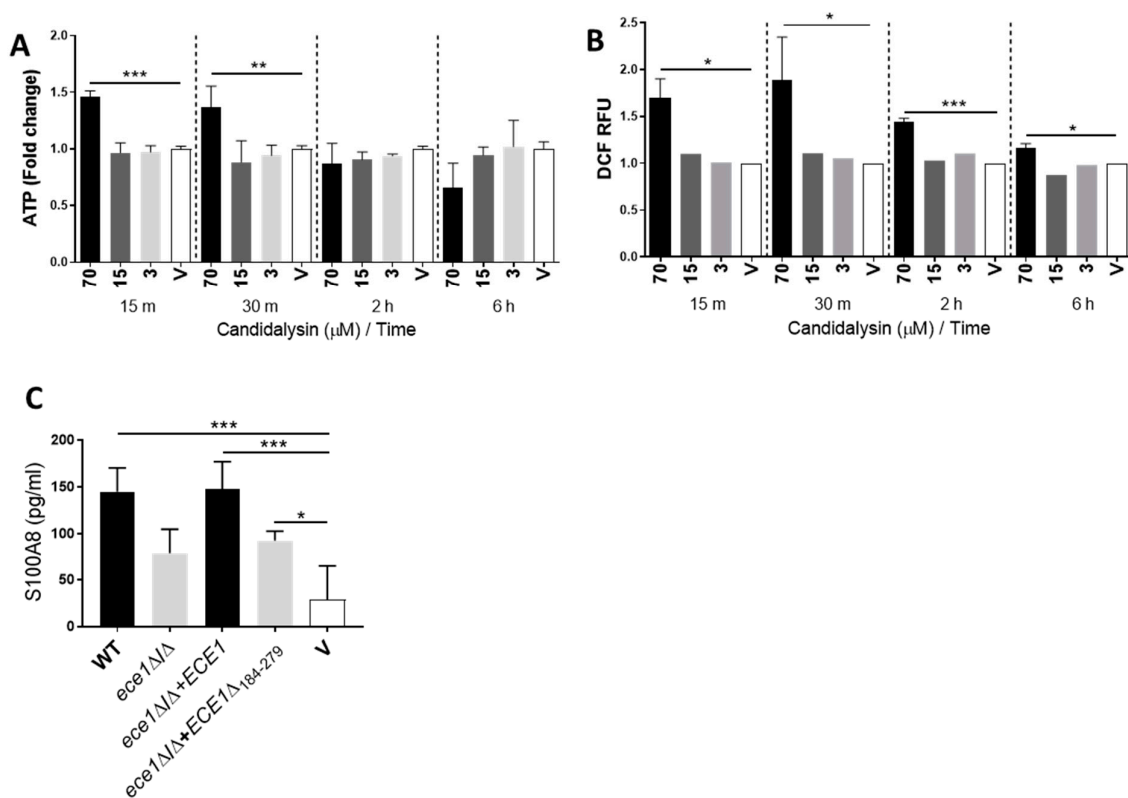 A
ATP (Fold change)
2.0
1.5
1.0
0.5
0.0
***
**
70 15 3 V 70 15 3 V 70 15 3 V 70 15 3 V
15 m 30 m 2 h 6 h
Candidalysin (μM) / Time
B
DCF RFU
2.5
2.0
1.5
1.0
0.5
0.0
*
*
***
*
70 15 3 V 70 15 3 V 70 15 3 V 70 15 3 V
15 m 30 m 2 h 6 h
Candidalysin (μM) / Time
C
S100A8 (pg/ml)
200
150
100
50
0
***
***
*
WT
ece1Δ/Δ
ece1Δ/Δ+ECE1
ece1Δ/Δ+ECE1Δ184-279
V